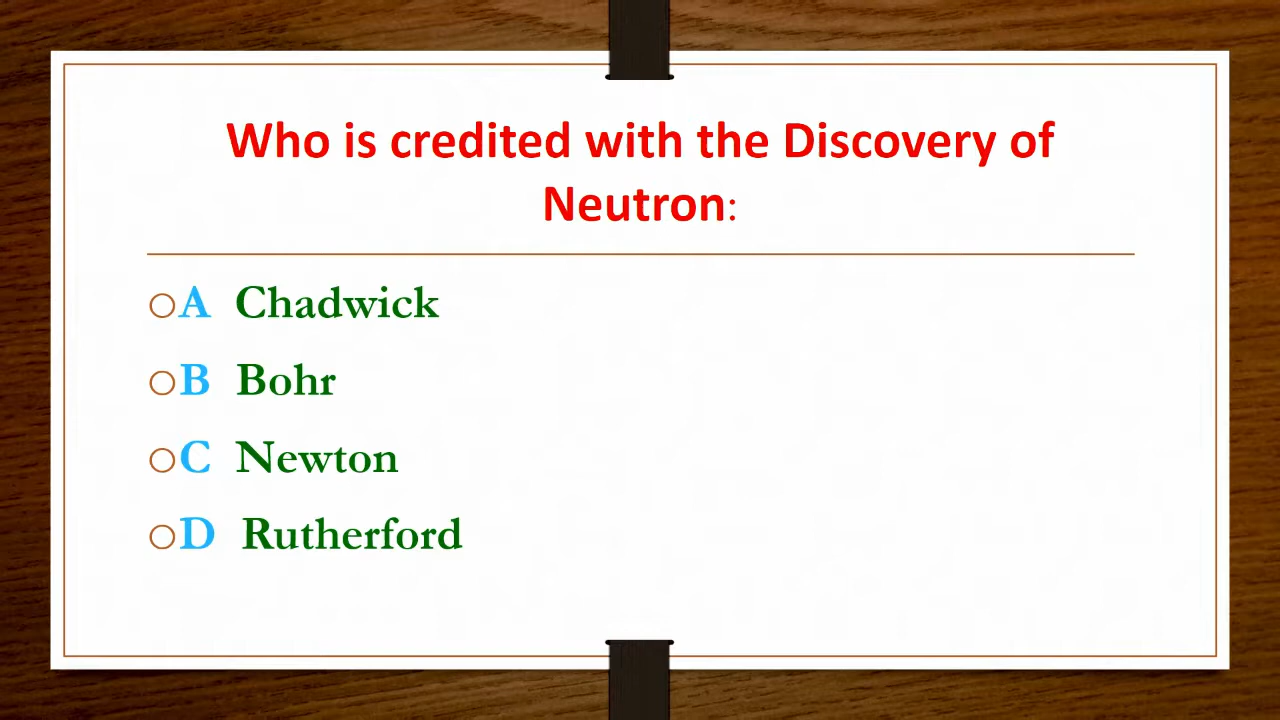 Who is credited with the Discovery of
Neutron:
A Chadwick
B Bohr
C Newton
D Rutherford